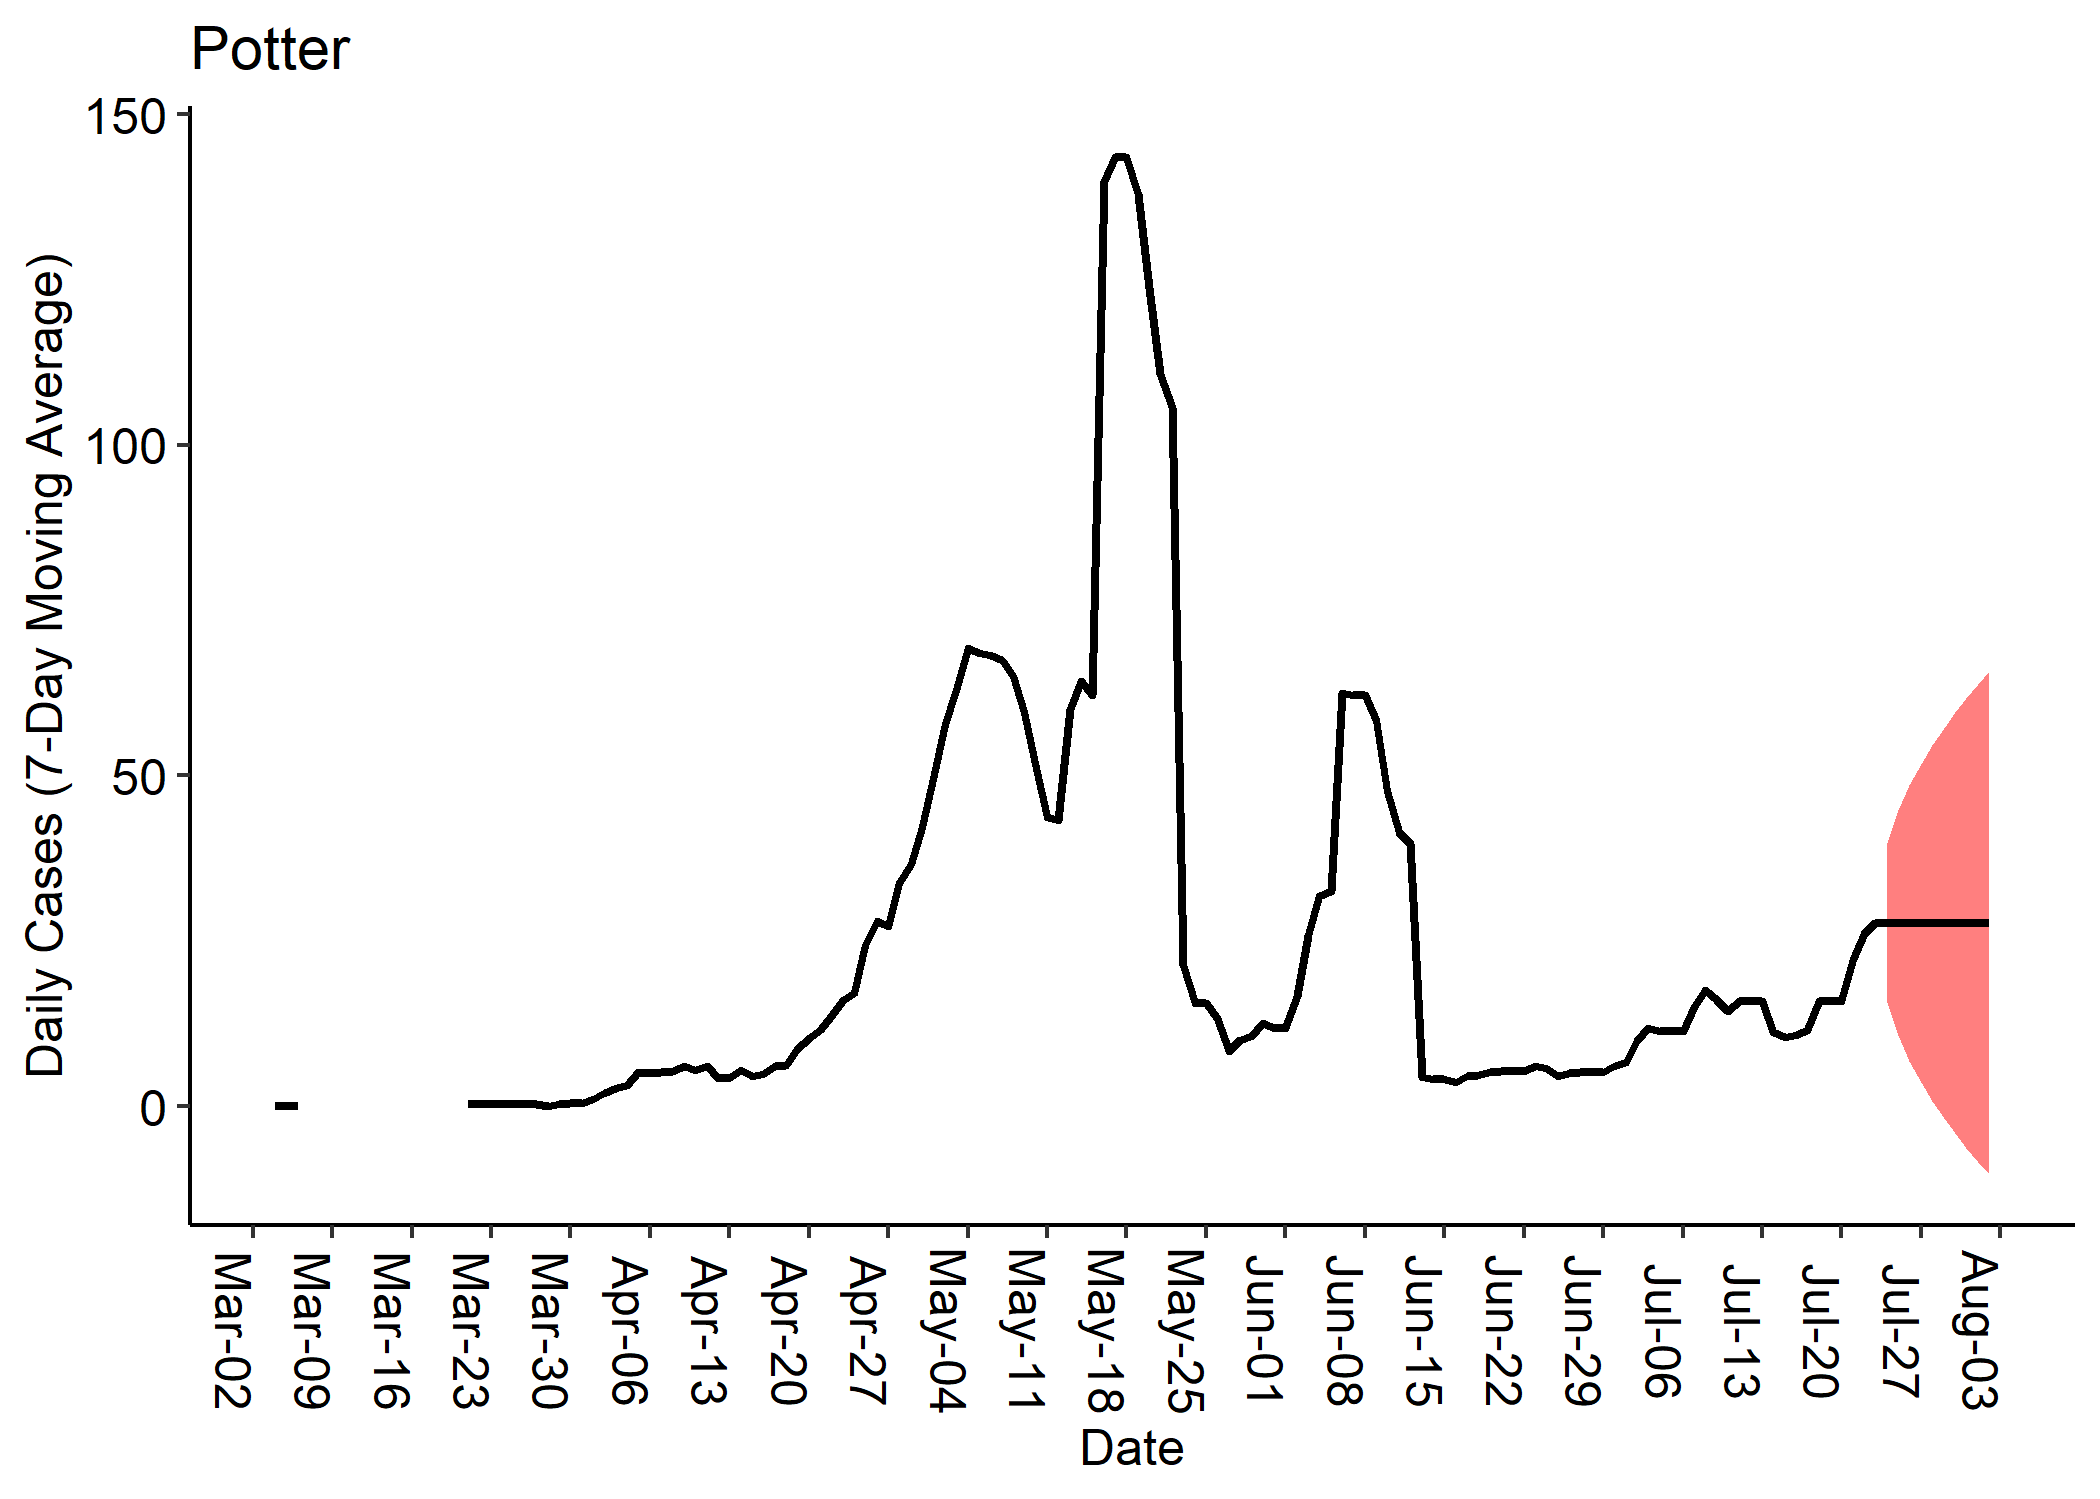 Potter
Daily Cases (7-Day Moving Average)
150
100
50
0
Mar-02
Mar-09
Mar-16
Mar-23
Mar-30
Apr-06
Apr-13
Apr-20
Apr-27
May-04
May-11
May-18
May-25
Jun-01
Jun-08
Jun-15
Jun-22
Jun-29
Jul-06
Jul-13
Jul-20
Jul-27
Aug-03
Date